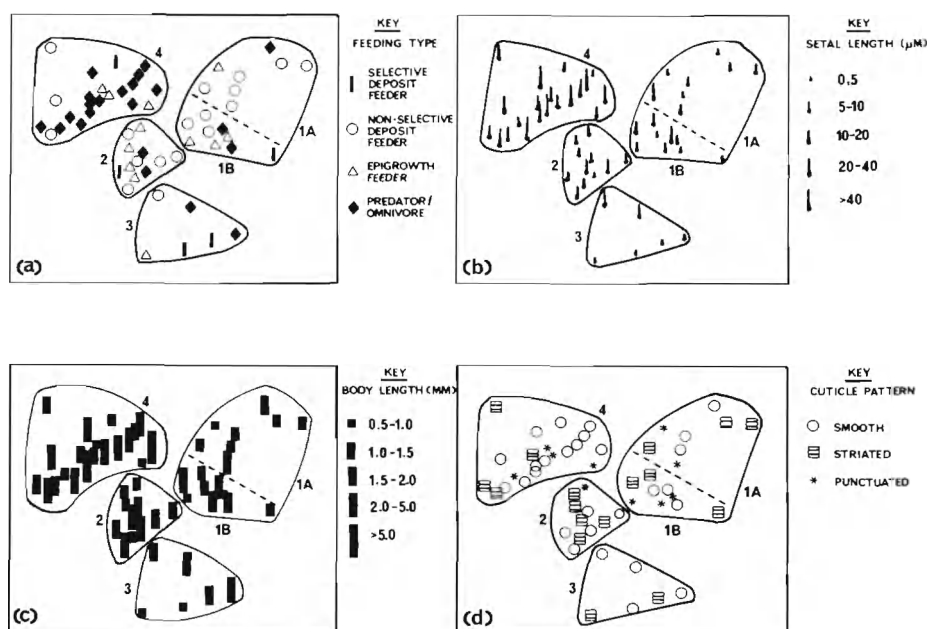 (a)
4
2
3
1A
1B
KEY
FEEDING TYPE
SELECTIVE
DEPOSIT
FEEDER
NON-SELECTIVE
DEPOSIT
FEEDER
EPIGROWTH
FEEDER
PREDATOR/
OMNIVORE
(b)
4
2
3
1A
1B
KEY
SETAL LENGTH (µM)
0.5
5-10
10-20
20-40
>40
(c)
4
2
3
1A
1B
KEY
BODY LENGTH (MM)
0.5-1.0
1.0-1.5
1.5-2.0
2.0-5.0
>5.0
(d)
4
2
3
1A
1B
KEY
CUTICLE PATTERN
SMOOTH
STRIATED
PUNCTUATED